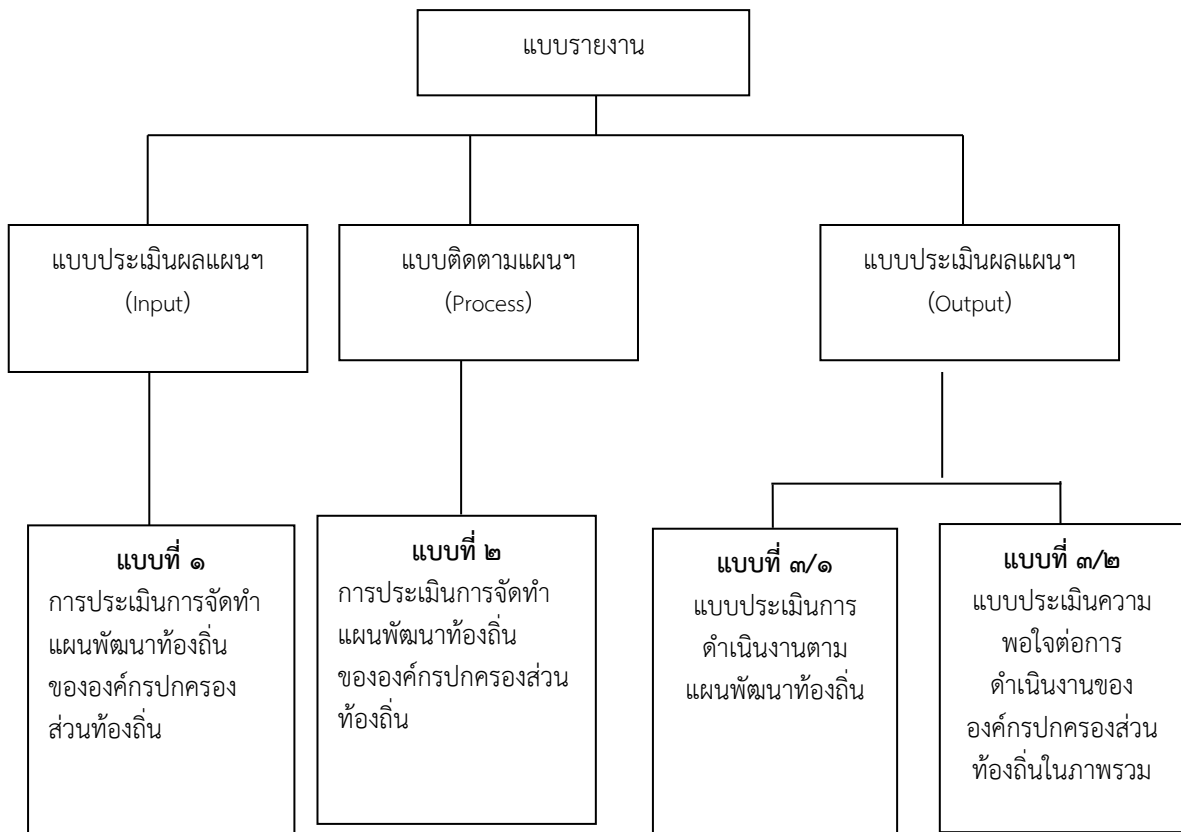 แบบรายงาน
แบบประเมินผลแผนฯ
(Input)
แบบติดตามแผนฯ
(Process)
แบบประเมินผลแผนฯ
(Output)
แบบที่ ๑
การประเมินการจัดทำ
แผนพัฒนาท้องถิ่น
ขององค์กรปกครอง
ส่วนท้องถิ่น
แบบที่ ๒
การประเมินการจัดทำ
แผนพัฒนาท้องถิ่น
ขององค์กรปกครองส่วน
ท้องถิ่น
แบบที่ ๓/๑
แบบประเมินการ
ดำเนินงานตาม
แผนพัฒนาท้องถิ่น
แบบที่ ๓/๒
แบบประเมินความ
พอใจต่อการ
ดำเนินงานของ
องค์กรปกครองส่วน
ท้องถิ่นในภาพรวม